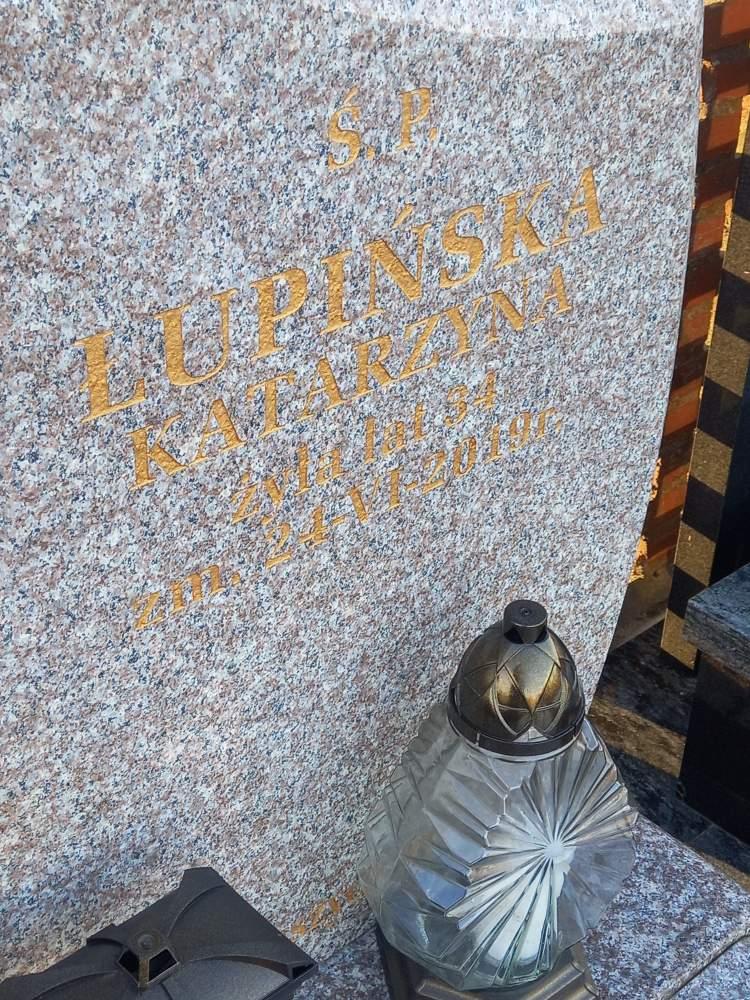 Ś. P.
ŁUPIŃSKA
KATARZYNA
żyła lat 34
zm. 24-VI-2019r.